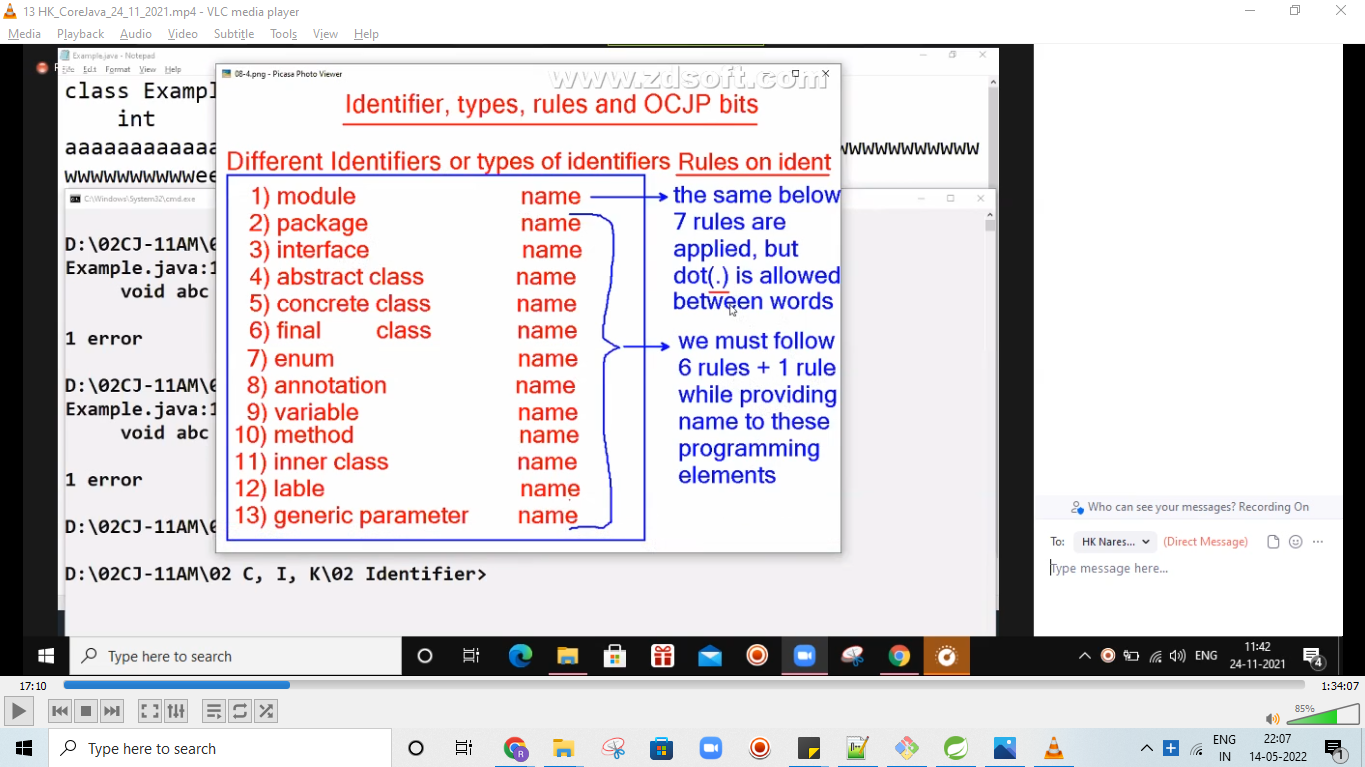 13 HK_CoreJava_24_11_2021.mp4 - VLC media player
Media Playback Audio Video Subtitle Tools View Help
Example.java - Notepad
File Edit Format View Help
www.zdsoft.com
08-4.png - Picasa Photo Viewer
class Exampl
int
aaaaaaaaaaaa
wwwwwwwwwwwee
C:\Windows\System32\cmd.exe
D:\02CJ-11AM\0
Example.java:1
void abc
1 error
D:\02CJ-11AM\0
Example.java:1
void abc
1 error
D:\02CJ-11AM\0
D:\02CJ-11AM\02 C, I, K\02 Identifier>
Identifier, types, rules and OCJP bits
Different Identifiers or types of identifiers Rules on ident
1) module name
2) package name
3) interface name
4) abstract class name
5) concrete class name
6) final class name
7) enum name
8) annotation name
9) variable name
10) method name
11) inner class name
12) lable name
13) generic parameter name
the same below
7 rules are
applied, but
dot(.) is allowed
between words
we must follow
6 rules + 1 rule
while providing
name to these
programming
elements
Who can see your messages? Recording On
To: HK Nares... (Direct Message)
Type message here...
Type here to search
ENG
11:42
24-11-2021
4
17:10
1:34:07
85%
Type here to search
ENG
IN
22:07
14-05-2022
1